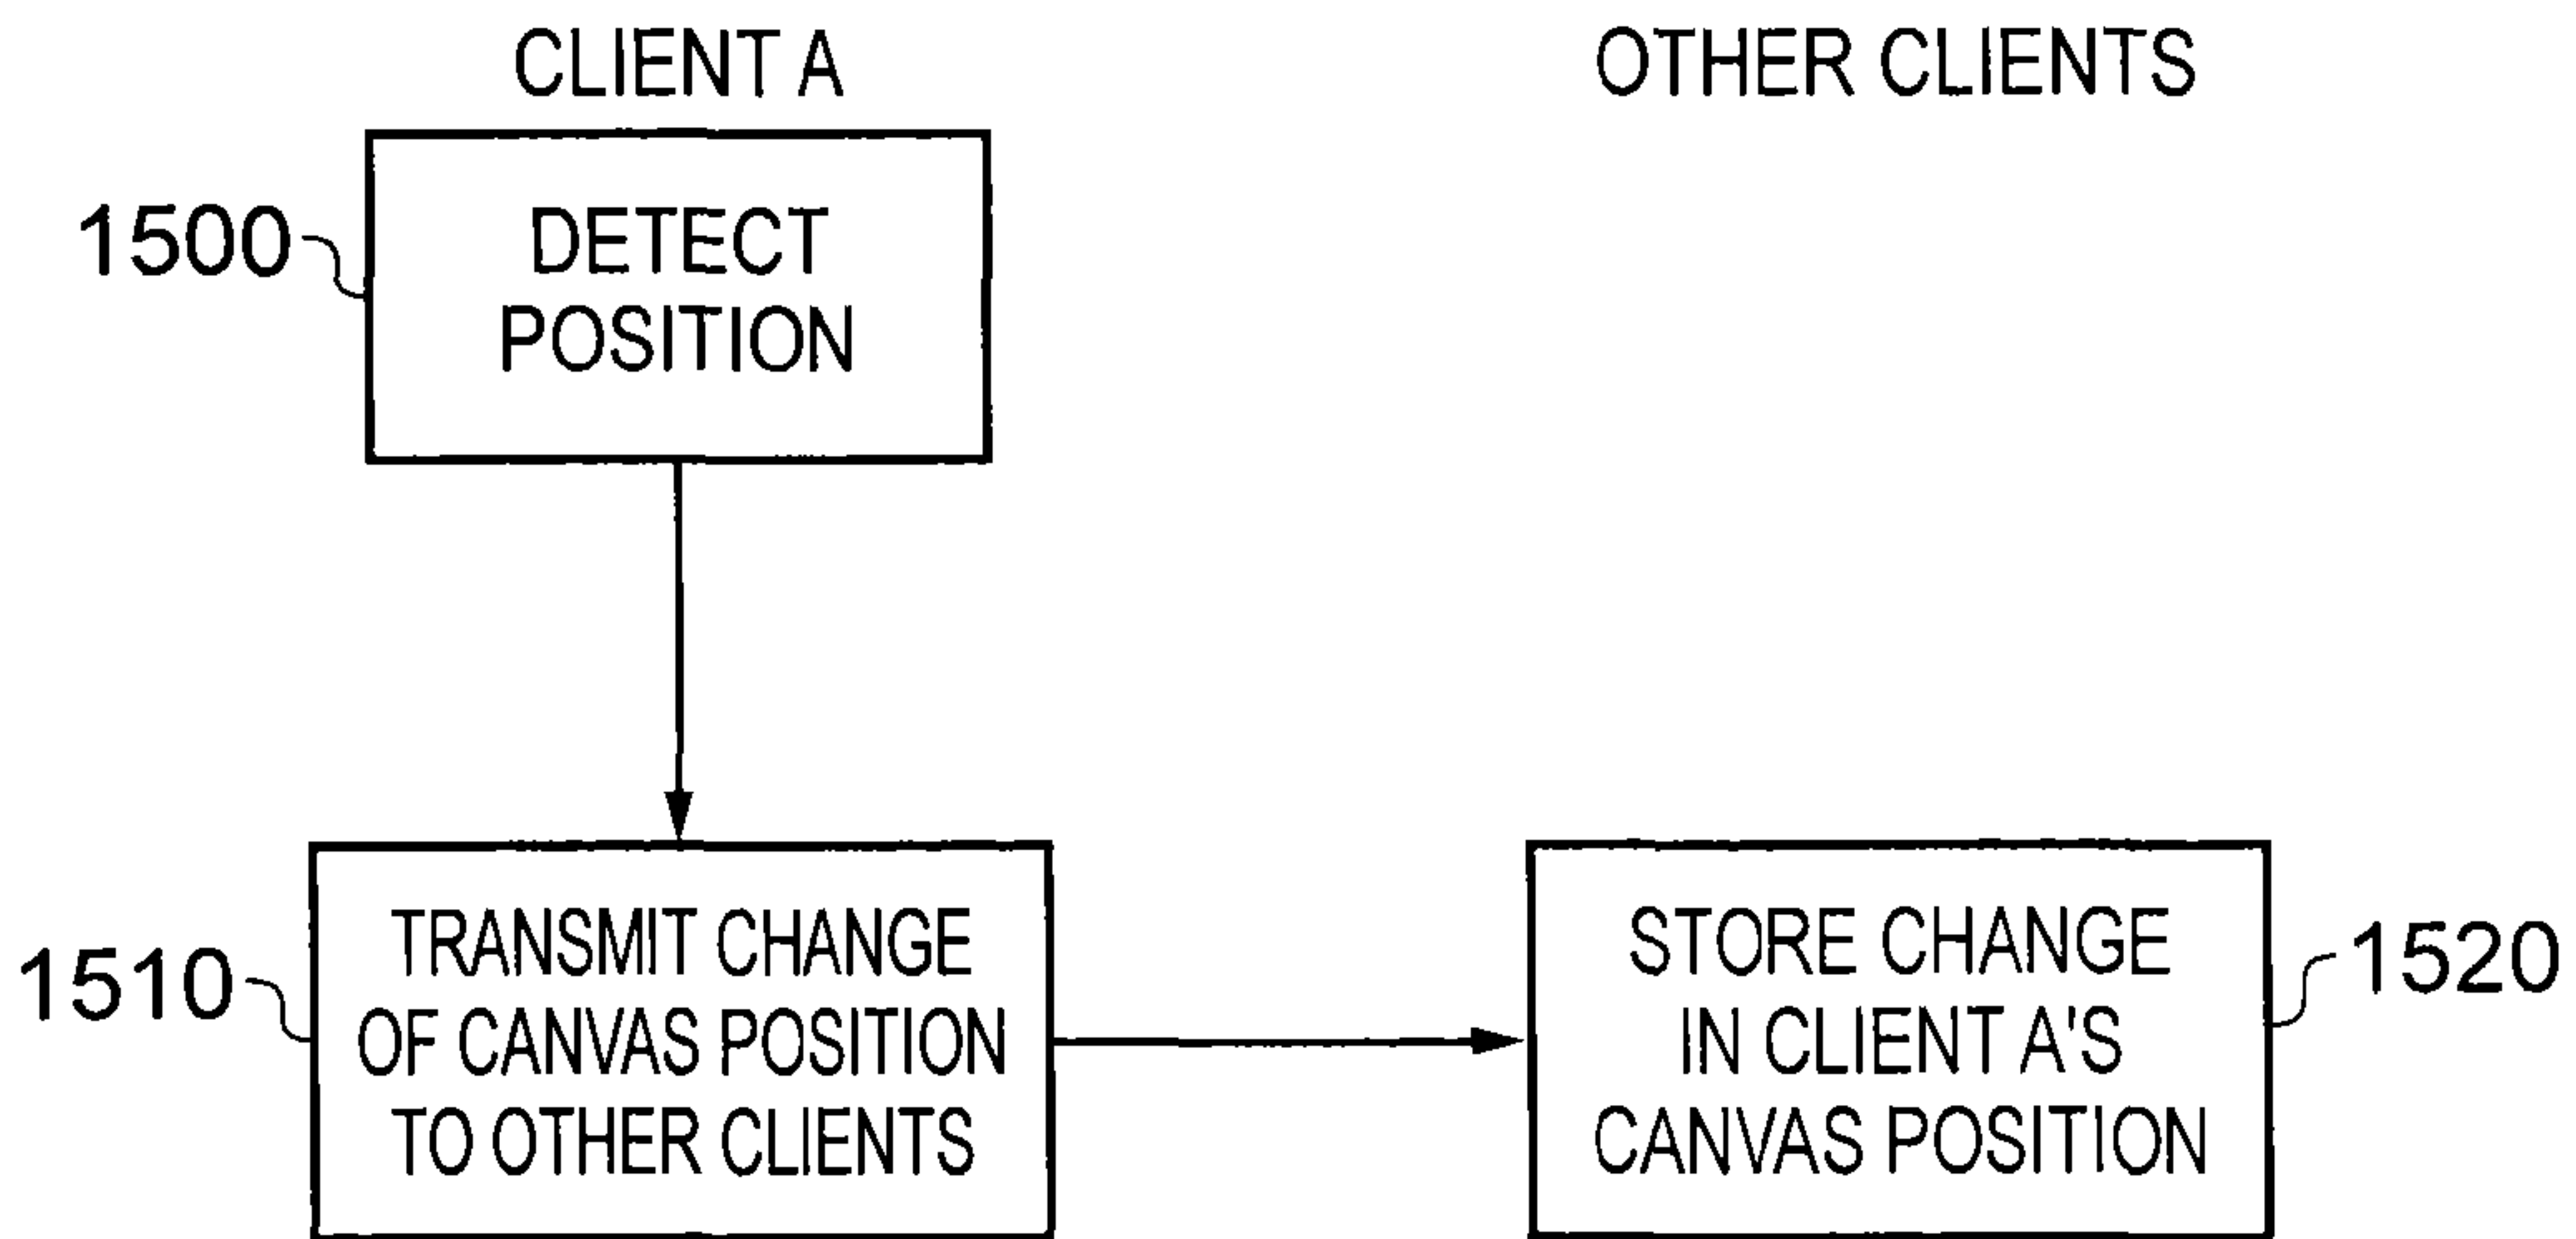 CLIENT A
OTHER CLIENTS
1500
DETECT
POSITION
1510
TRANSMIT CHANGE
OF CANVAS POSITION
TO OTHER CLIENTS
STORE CHANGE
IN CLIENT A'S
CANVAS POSITION
1520